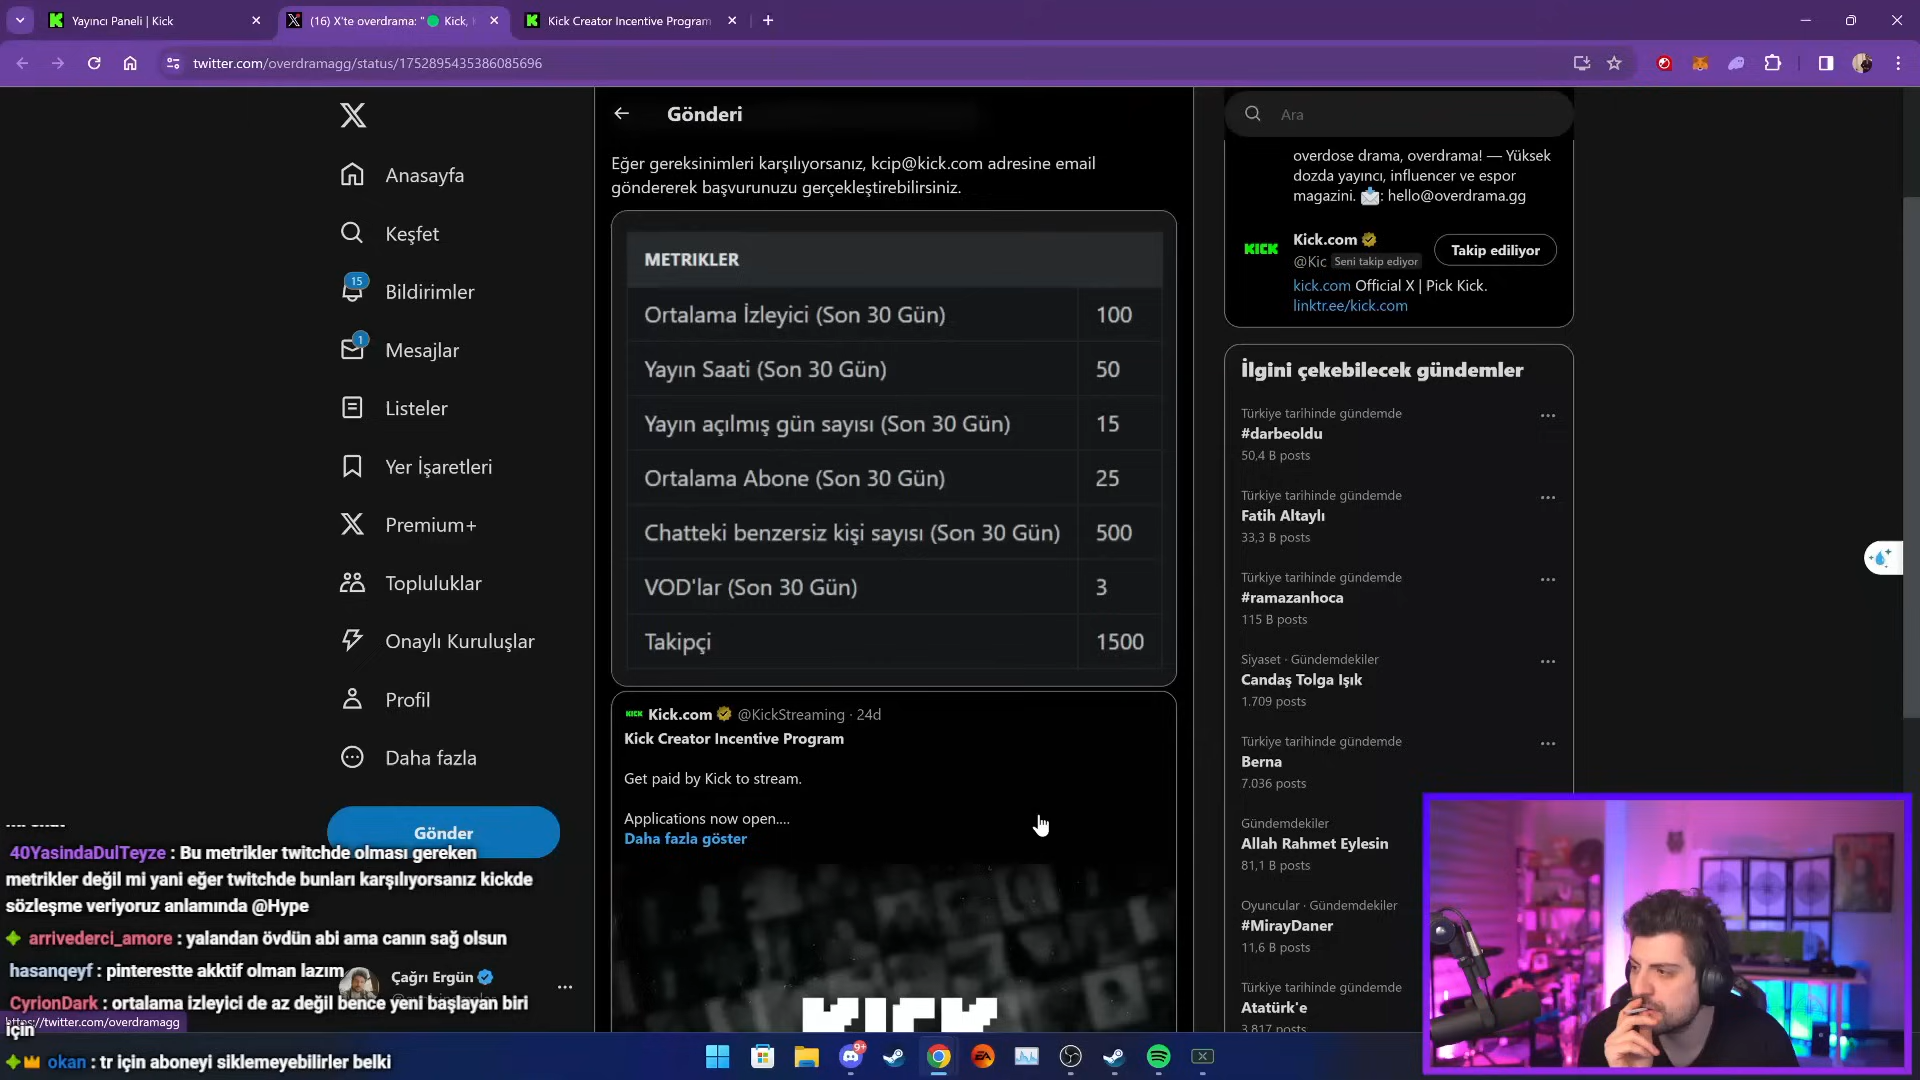 Yayıncı Paneli | Kick
(16) X'te overdrama: "🟢 Kick,
Kick Creator Incentive Program
twitter.com/overdramagg/status/1752895435386085696
Anasayfa
Keşfet
15
Bildirimler
1
Mesajlar
Listeler
Yer İşaretleri
Premium+
Topluluklar
Onaylı Kuruluşlar
Profil
Daha fazla
Gönder
Çağrı Ergün
Gönderi
Eğer gereksinimleri karşılıyorsanız, kcip@kick.com adresine email
göndererek başvurunuzu gerçekleştirebilirsiniz.
METRIKLER
Ortalama İzleyici (Son 30 Gün) 100
Yayın Saati (Son 30 Gün) 50
Yayın açılmış gün sayısı (Son 30 Gün) 15
Ortalama Abone (Son 30 Gün) 25
Chatteki benzersiz kişi sayısı (Son 30 Gün) 500
VOD'lar (Son 30 Gün) 3
Takipçi 1500
KICK Kick.com @KickStreaming · 24d
Kick Creator Incentive Program
Get paid by Kick to stream.
Applications now open....
Daha fazla göster
KICK
Ara
overdose drama, overdrama! — Yüksek
dozda yayıncı, influencer ve espor
magazini. 📩: hello@overdrama.gg
KICK
Kick.com
@Kic Seni takip ediyor
Takip ediliyor
kick.com Official X | Pick Kick.
linktr.ee/kick.com
İlgini çekebilecek gündemler
Türkiye tarihinde gündemde
#darbeoldu
50,4 B posts
Türkiye tarihinde gündemde
Fatih Altaylı
33,3 B posts
Türkiye tarihinde gündemde
#ramazanhoca
115 B posts
Siyaset · Gündemdekiler
Candaş Tolga Işık
1.709 posts
Türkiye tarihinde gündemde
Berna
7.036 posts
Gündemdekiler
Allah Rahmet Eylesin
81,1 B posts
Oyuncular · Gündemdekiler
#MirayDaner
11,6 B posts
Türkiye tarihinde gündemde
Atatürk'e
3.817 posts
40YasindaDulTeyze : Bu metrikler twitchde olması gereken
metrikler değil mi yani eğer twitchde bunları karşılıyorsanız kickde
sözleşme veriyoruz anlamında @Hype
arrivederci_amore : yalandan övdün abi ama canın sağ olsun
hasanqeyf : pinterestte akktif olman lazım
CyrionDark : ortalama izleyici de az değil bence yeni başlayan biri
için
https://twitter.com/overdramagg
okan : tr için aboneyi siklemeyebilirler belki
9+
EA